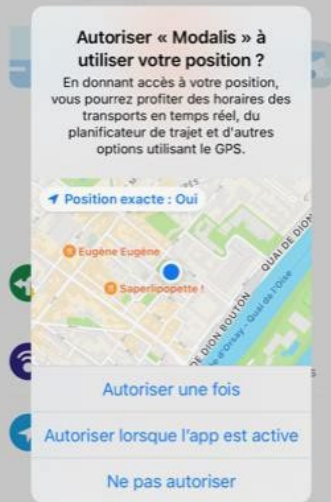 Autoriser « Modalis » à
utiliser votre position ?
En donnant accès à votre position,
vous pourrez profiter des horaires des
transports en temps réel, du
planificateur de trajet et d'autres
options utilisant le GPS.
Position exacte : Oui
Eugène Eugène
QUAI DE DION
Saperlipopette !
DE DION BOUTON
d'Orsay - Quai de l'Oise
Autoriser une fois
Autoriser lorsque l'app est active
Ne pas autoriser